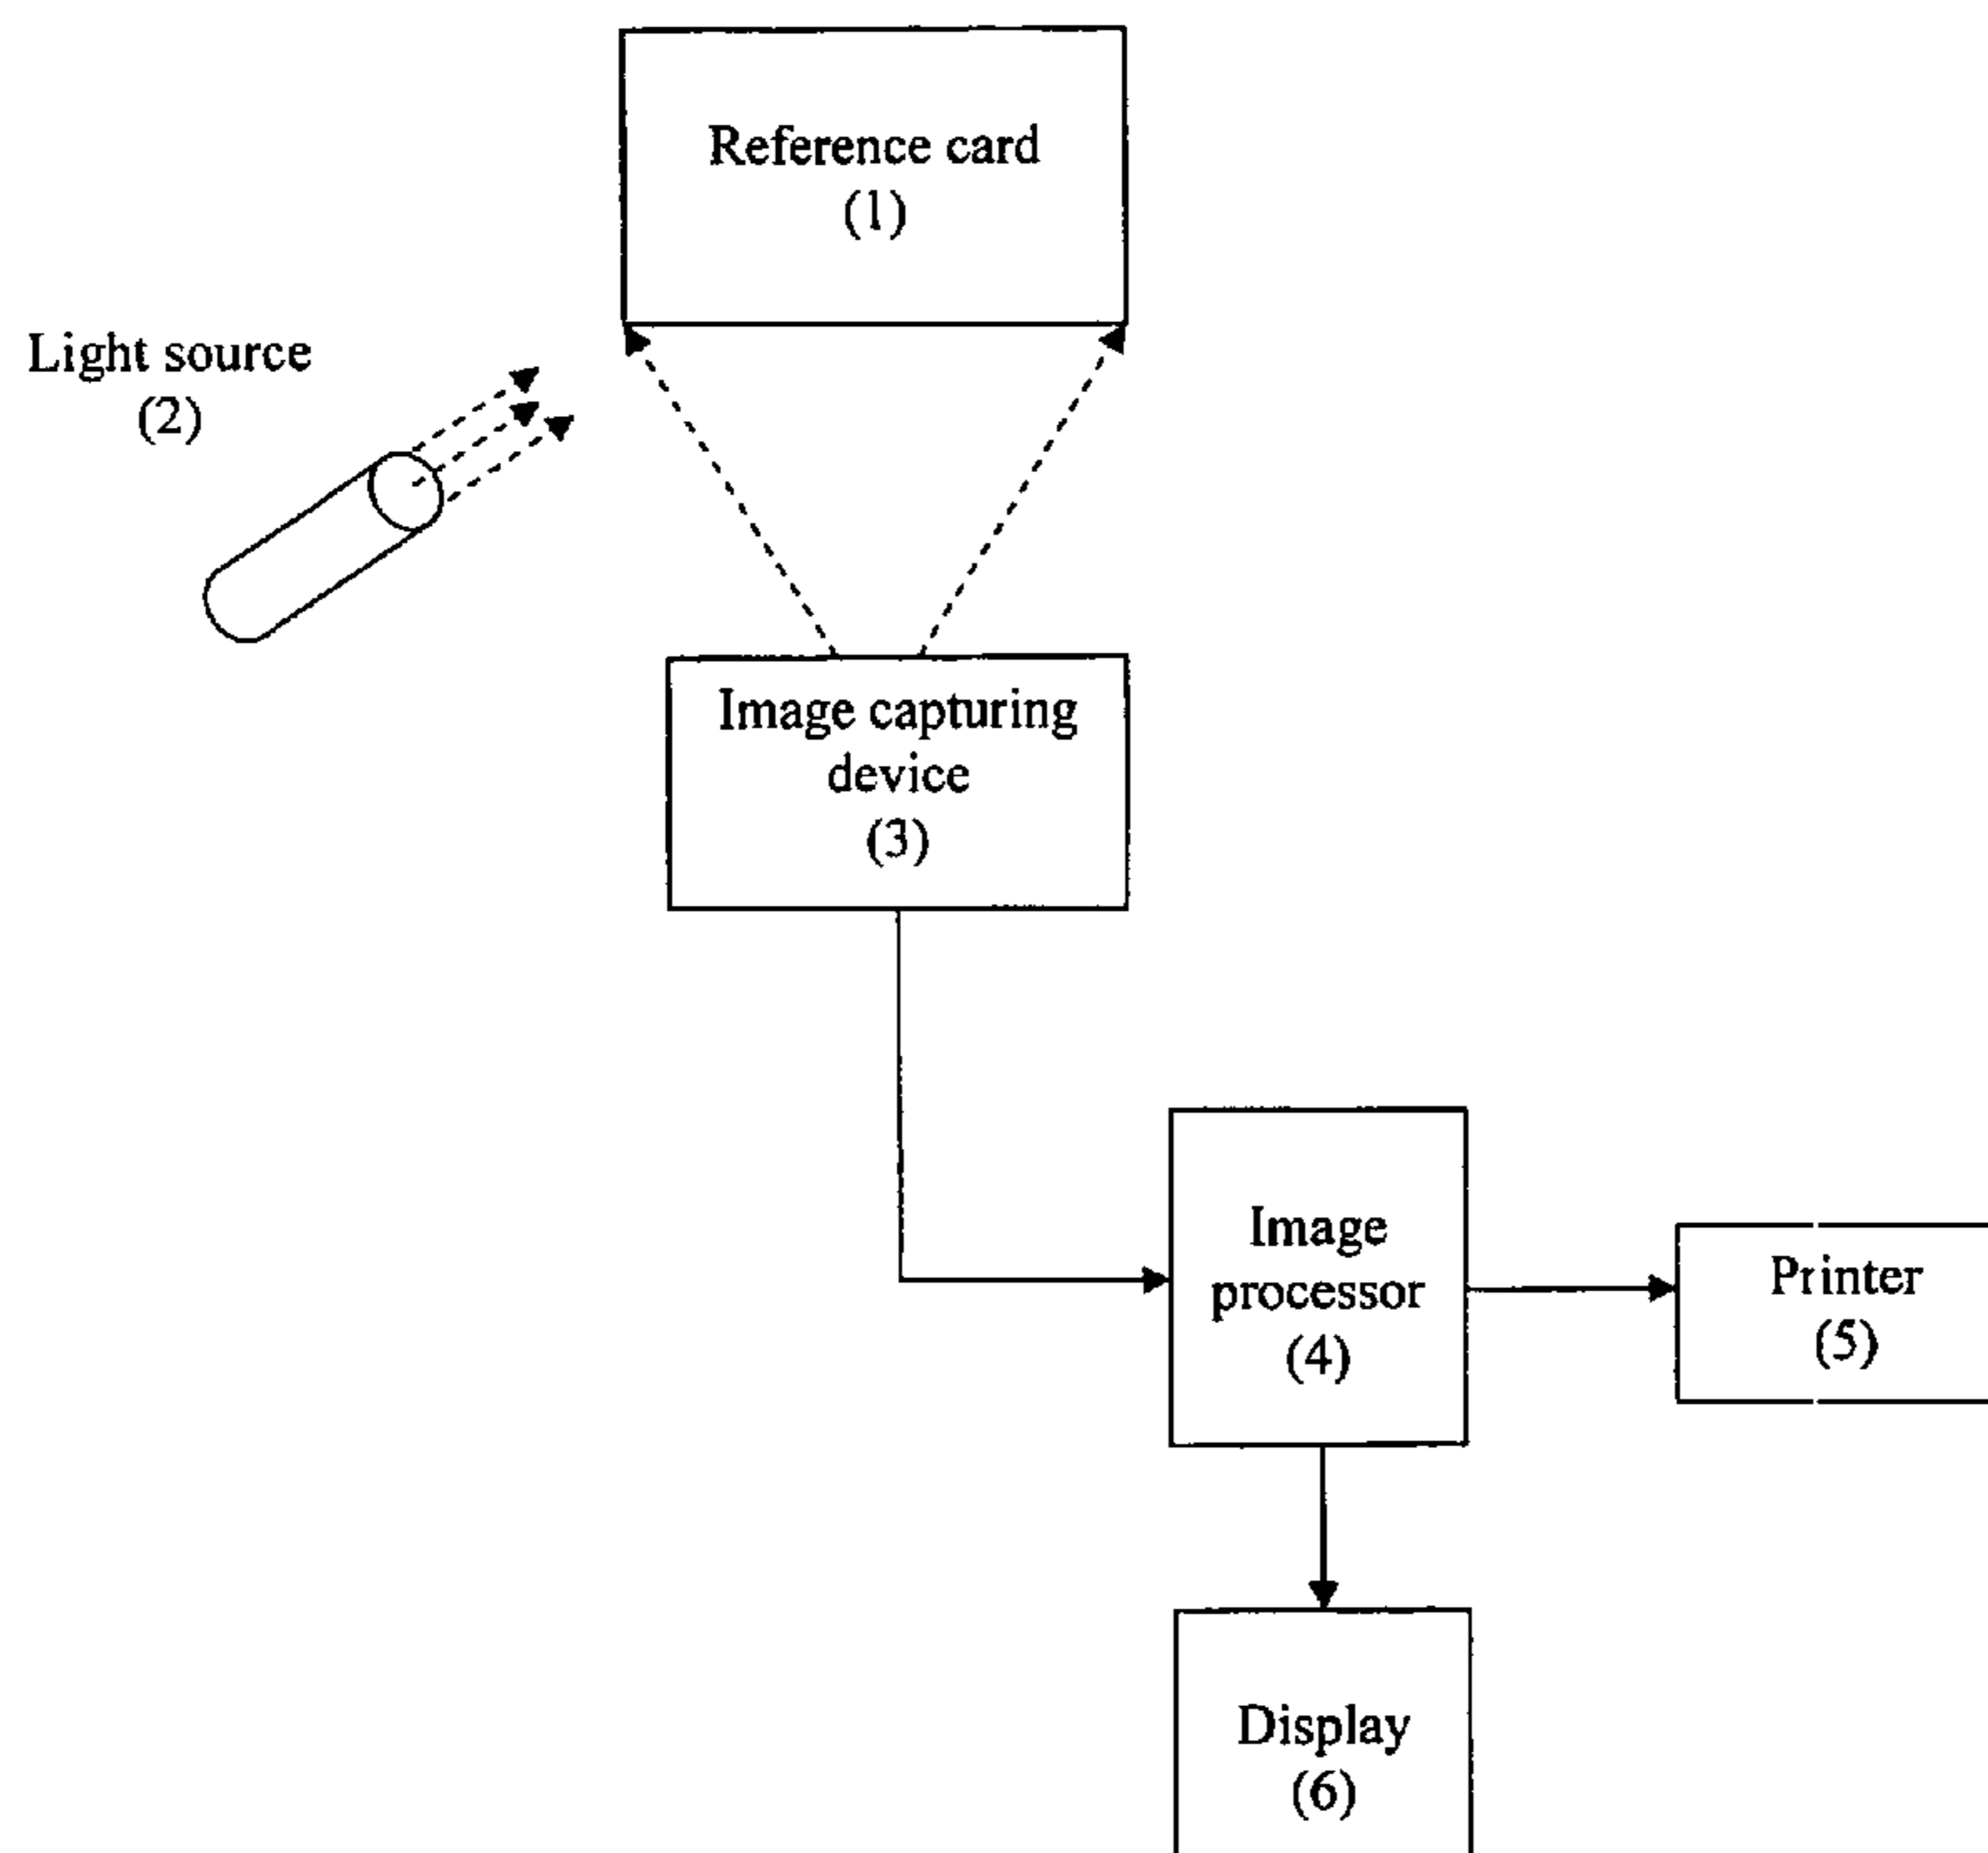 Reference card
(1)
Light source
(2)
Image capturing
device
(3)
Image
processor
(4)
Printer
(5)
Display
(6)